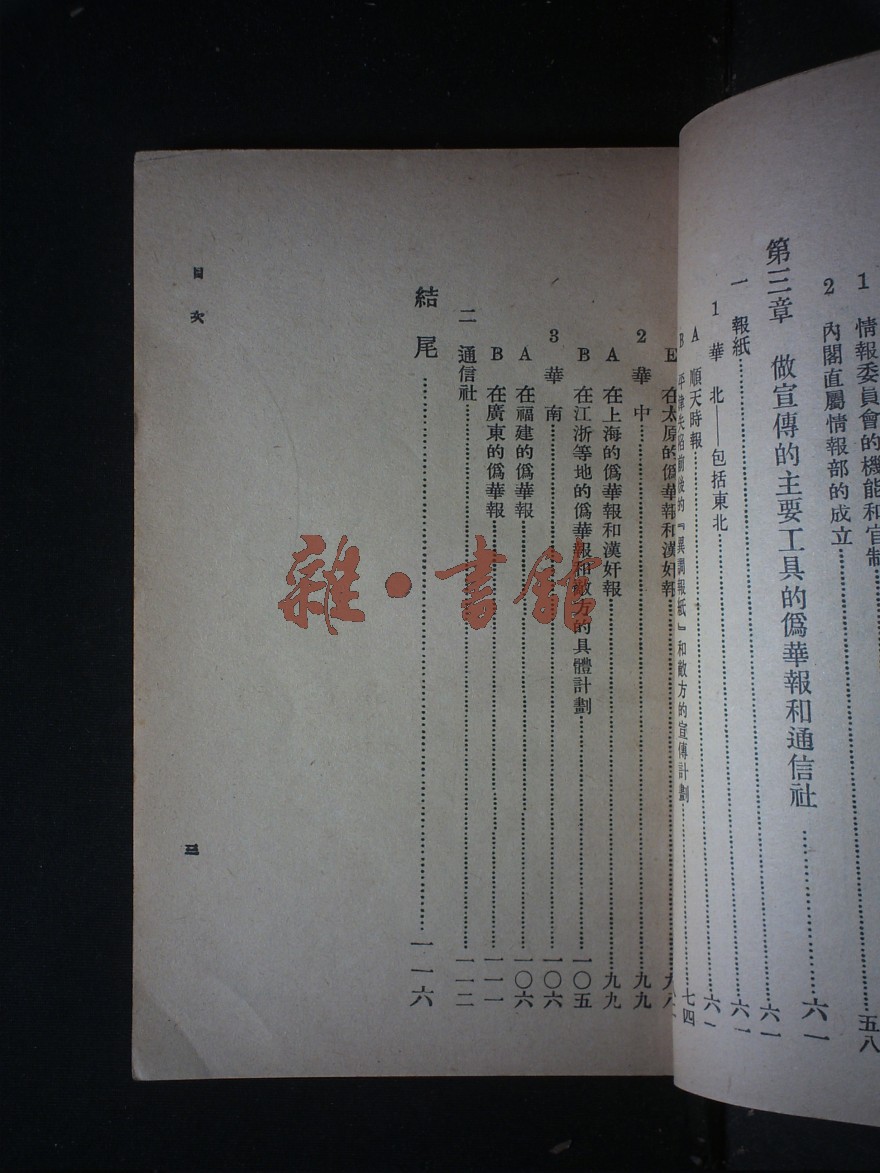 1 情報委員會的機能和官制
2 內閣直屬情報部的成立……五八
第三章 做宣傳的主要工具的僞華報和通信社……六一
一 報紙……六一
1 華北——包括東北……六一
A 順天時報……六一
B 平津失陷前後的『異調報紙』和敵方的宣傳計劃……七四
E 在太原的僞華報和漢奸報……九八
2 華中……九九
A 在上海的僞華報和漢奸報……九九
B 在江浙等地的僞華報和敵方的具體計劃……一〇五
3 華南……一〇六
A 在福建的僞華報……一〇六
B 在廣東的僞華報……一一一
二 通信社……一一二
結尾……一一六
目次
三
雜·書館